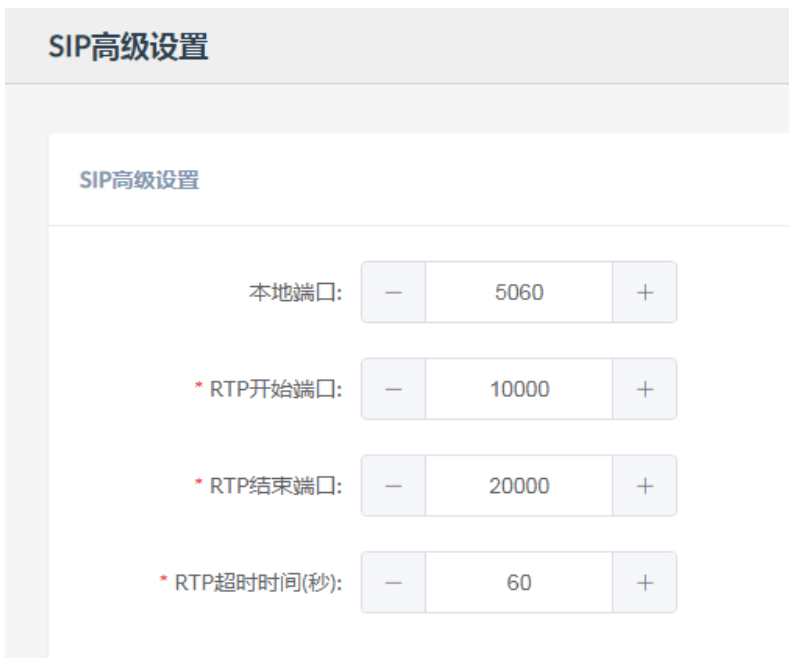 SIP高级设置
SIP高级设置
本地端口: － 5060 +
* RTP开始端口: － 10000 +
* RTP结束端口: － 20000 +
* RTP超时时间(秒): － 60 +